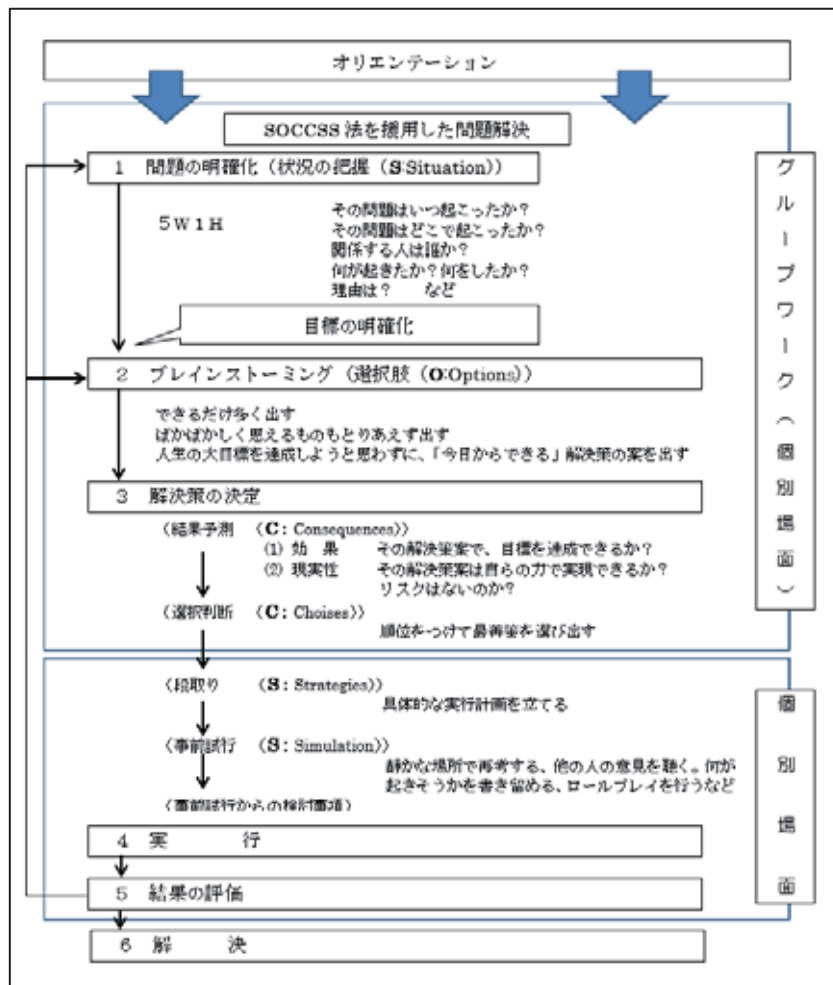 オリエンテーション
SOCCSS 法を援用した問題解決
1 問題の明確化（状況の把握（S:Situation））
5W1H
その問題はいつ起こったか？
その問題はどこで起こったか？
関係する人は誰か？
何が起きたか？何をしたか？
理由は？ など
目標の明確化
2 ブレインストーミング（選択肢（O:Options））
できるだけ多く出す
ばかばかしく思えるものもとりあえず出す
人生の大目標を達成しようと思わずに、「今日からできる」解決策の案を出す
3 解決策の決定
（結果予測 （C：Consequences））
(1) 効 果 その解決策案で、目標を達成できるか？
(2) 現実性 その解決策案は自らの力で実現できるか？
リスクはないのか？
（選択判断 （C：Choises））
順位をつけて最善策を選び出す
グループワーク（個別場面）
（段取り （S：Strategies））
具体的な実行計画を立てる
（事前試行 （S：Simulation））
静かな場所で再考する、他の人の意見を聴く。何が
起きそうかを書き留める、ロールプレイを行うなど
（事前試行からの検討事項）
個別場面
4 実 行
5 結果の評価
6 解 決